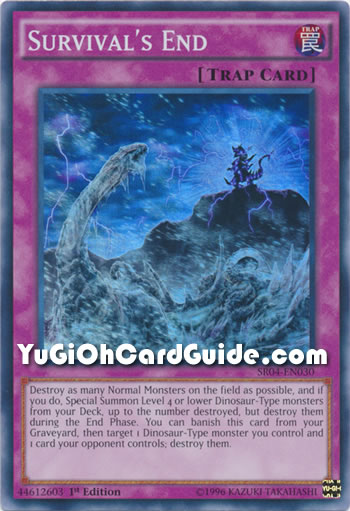 SURVIVAL'S END
TRAP
罠
[TRAP CARD]
YuGiOhCardGuide.com
SR04-EN030
Destroy as many Normal Monsters on the field as possible, and if
you do, Special Summon Level 4 or lower Dinosaur-Type monsters
from your Deck, up to the number destroyed, but destroy them
during the End Phase. You can banish this card from your
Graveyard, then target 1 Dinosaur-Type monster you control and
1 card your opponent controls; destroy them.
44612603 1st Edition ©1996 KAZUKI TAKAHASHI